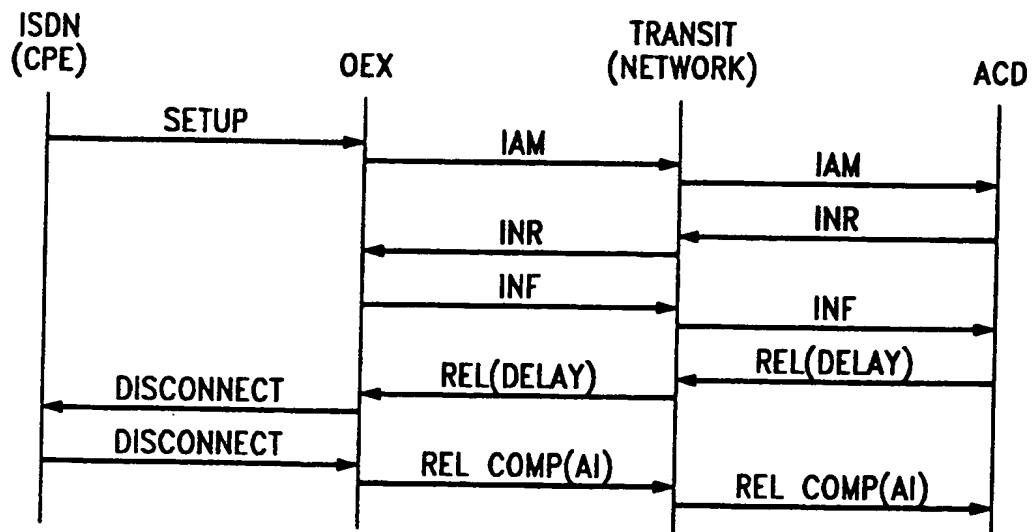 ISDN
(CPE)
OEX
TRANSIT
(NETWORK)
ACD
SETUP
IAM
IAM
INR
INR
INF
INF
REL(DELAY)
REL(DELAY)
DISCONNECT
DISCONNECT
REL COMP(AI)
REL COMP(AI)